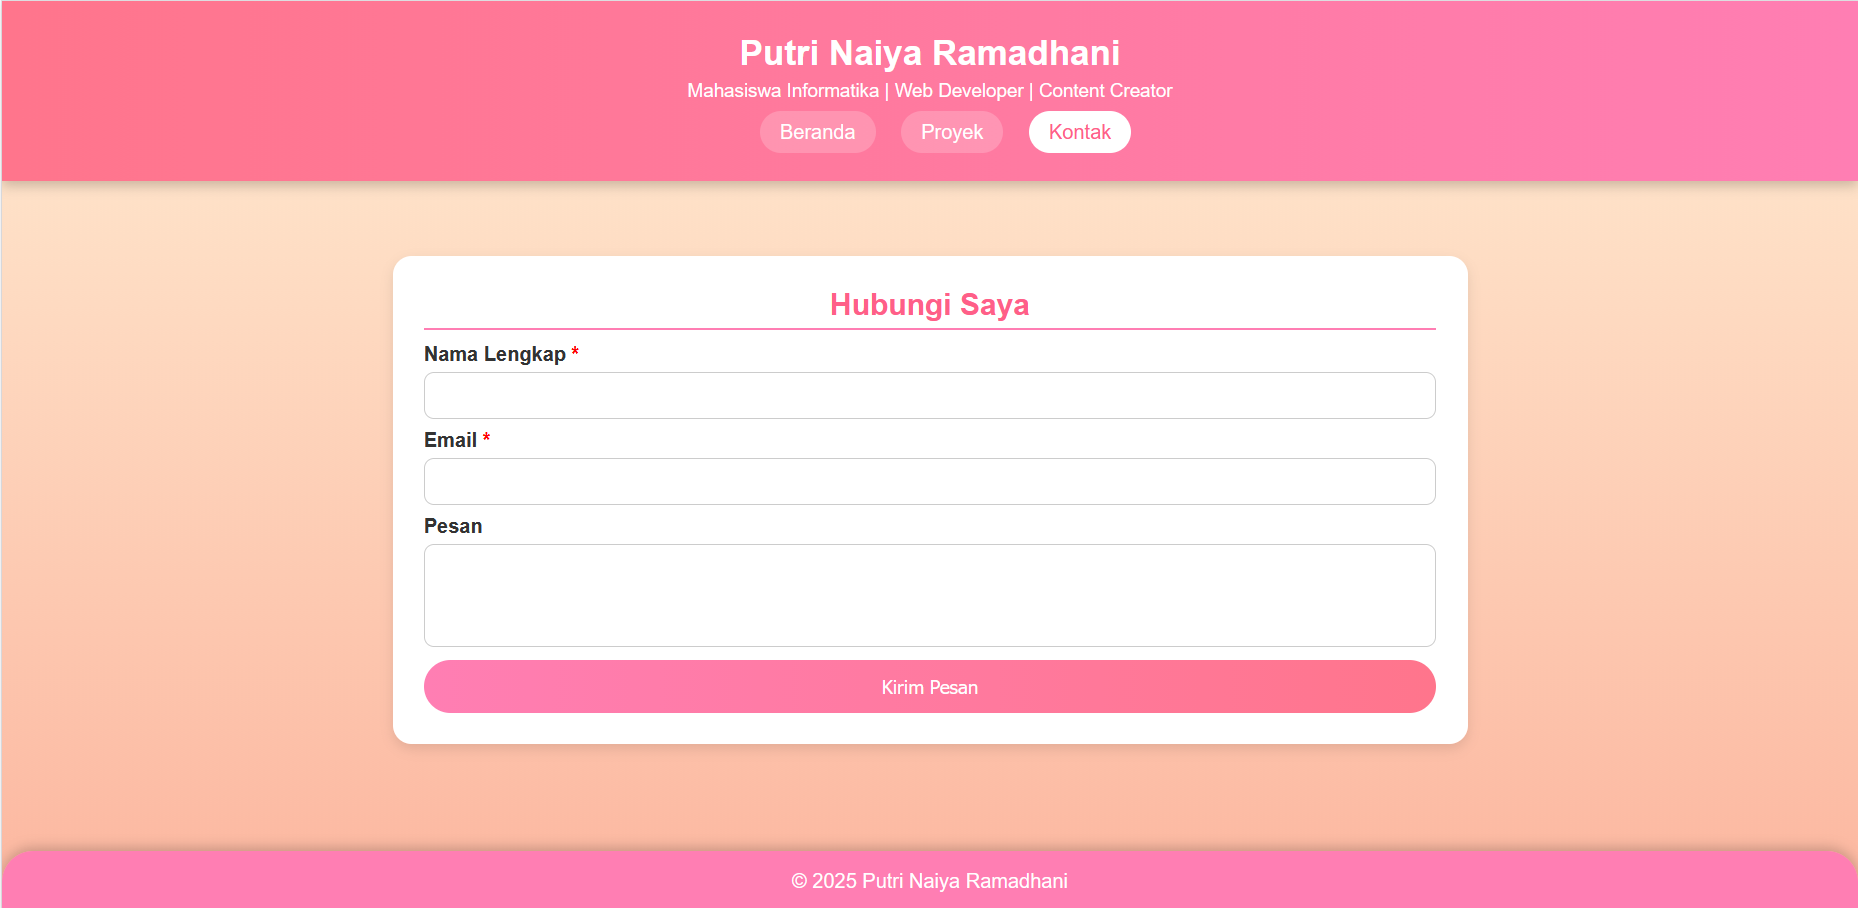 Putri Naiya Ramadhani
Mahasiswa Informatika | Web Developer | Content Creator
Beranda Proyek Kontak
Hubungi Saya
Nama Lengkap *
Email *
Pesan
Kirim Pesan
© 2025 Putri Naiya Ramadhani